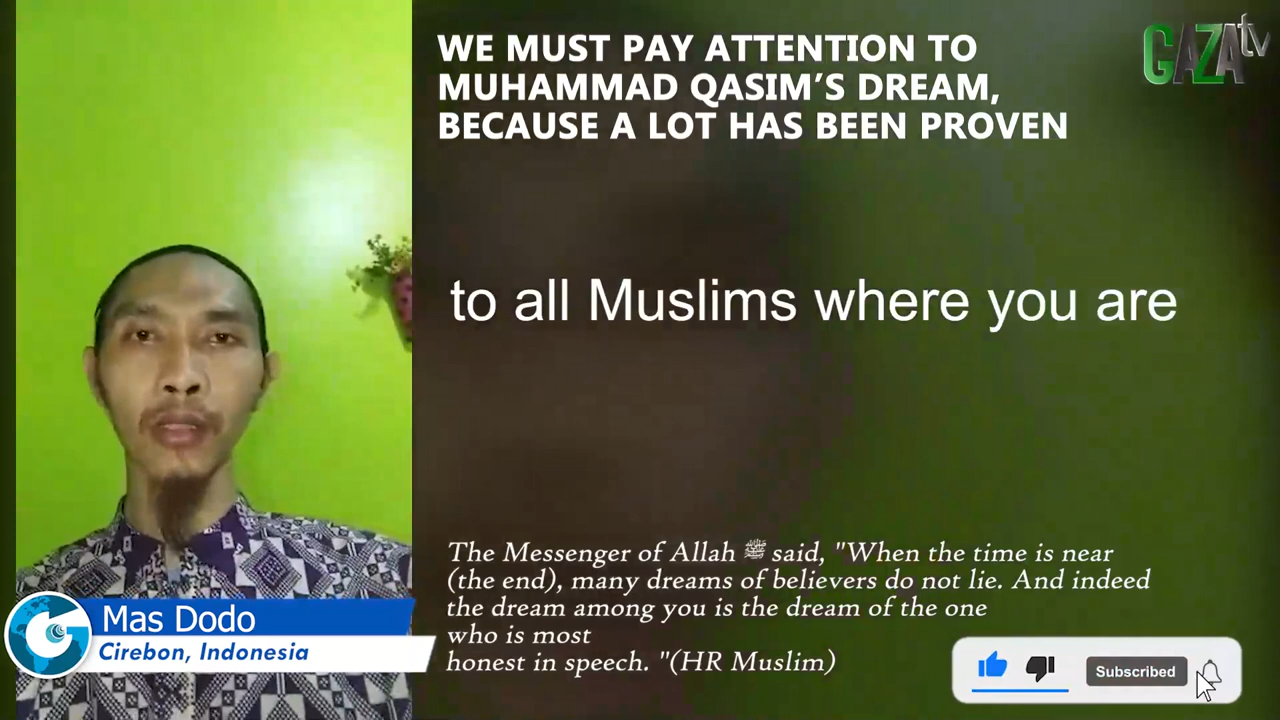 WE MUST PAY ATTENTION TO
MUHAMMAD QASIM’S DREAM,
BECAUSE A LOT HAS BEEN PROVEN
GAZA tv
to all Muslims where you are
The Messenger of Allah ﷺ said, "When the time is near
(the end), many dreams of believers do not lie. And indeed
the dream among you is the dream of the one
who is most
honest in speech. "(HR Muslim)
Mas Dodo
Cirebon, Indonesia
Subscribed